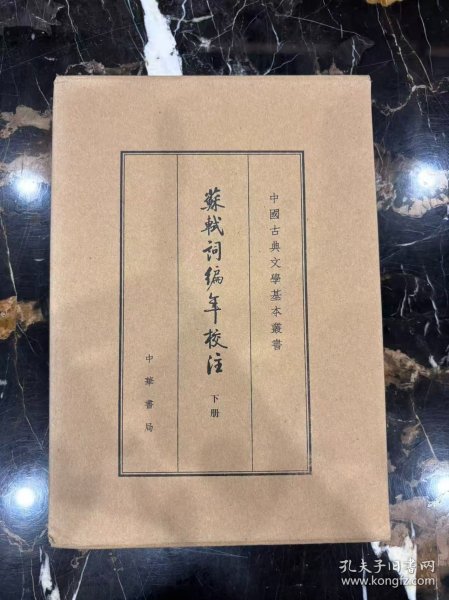 中國古典文學基本叢書
蘇軾詞編年校注
下册
中華書局
孔夫子旧书网
www.kongfz.com